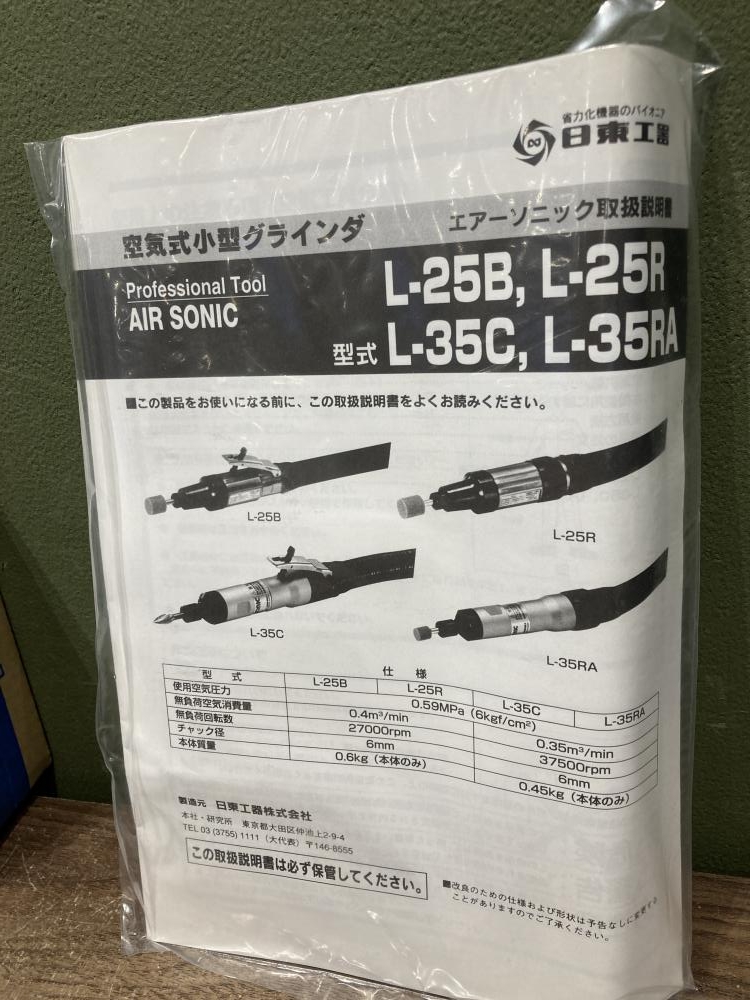 省力化機器のパイオニア
日東工器
空気式小型グラインダ エアーソニック取扱説明書
Professional Tool
AIR SONIC
L-25B, L-25R
型式 L-35C, L-35RA
■この製品をお使いになる前に、この取扱説明書をよくお読みください。
L-25B
L-25R
L-35C
L-35RA
仕様
型式 L-25B L-25R L-35C L-35RA
使用空気圧力 0.59MPa (6kgf/cm²)
無負荷空気消費量 0.4m³/min 0.35m³/min
無負荷回転数 27000rpm 37500rpm
チャック径 6mm 6mm
本体質量 0.6kg（本体のみ） 0.45kg（本体のみ）
製造元 日東工器株式会社
本社・研究所 東京都大田区仲池上2-9-4
TEL 03 (3755) 1111（大代表）〒146-8555
この取扱説明書は必ず保管してください。
■改良のための仕様および形状は予告なしに変更する
ことがありますのでご了承ください。